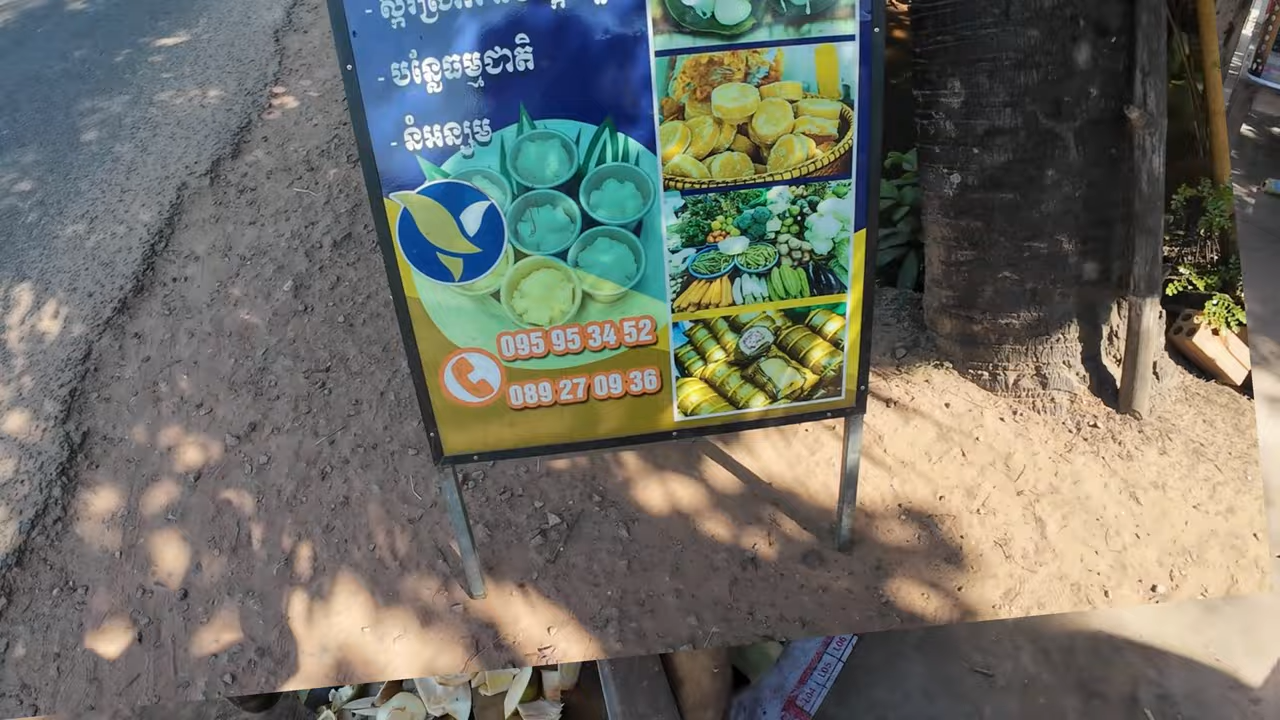 - បន្លែធម្មជាតិ
- នំអន្សម
095 95 34 52
089 27 09 36